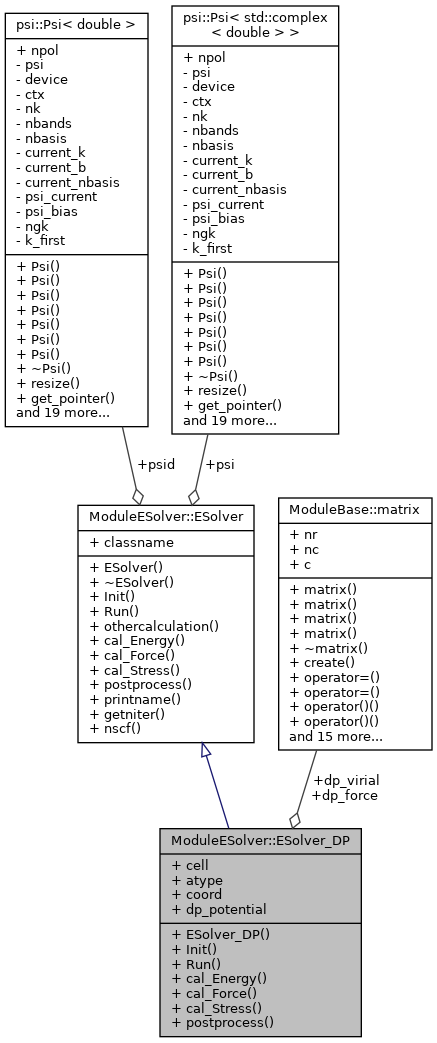 psi::Psi< double >
+ npol
- psi
- device
- ctx
- nk
- nbands
- nbasis
- current_k
- current_b
- current_nbasis
- psi_current
- psi_bias
- ngk
- k_first
+ Psi()
+ Psi()
+ Psi()
+ Psi()
+ Psi()
+ Psi()
+ Psi()
+ ~Psi()
+ resize()
+ get_pointer()
and 19 more...
psi::Psi< std::complex
< double > >
+ npol
- psi
- device
- ctx
- nk
- nbands
- nbasis
- current_k
- current_b
- current_nbasis
- psi_current
- psi_bias
- ngk
- k_first
+ Psi()
+ Psi()
+ Psi()
+ Psi()
+ Psi()
+ Psi()
+ Psi()
+ ~Psi()
+ resize()
+ get_pointer()
and 19 more...
+psid
+psi
ModuleESolver::ESolver
+ classname
+ ESolver()
+ ~ESolver()
+ Init()
+ Run()
+ othercalculation()
+ cal_Energy()
+ cal_Force()
+ cal_Stress()
+ postprocess()
+ printname()
+ getniter()
+ nscf()
ModuleBase::matrix
+ nr
+ nc
+ c
+ matrix()
+ matrix()
+ matrix()
+ matrix()
+ ~matrix()
+ create()
+ operator=()
+ operator=()
+ operator()()
+ operator()()
and 15 more...
+dp_virial
+dp_force
ModuleESolver::ESolver_DP
+ cell
+ atype
+ coord
+ dp_potential
+ ESolver_DP()
+ Init()
+ Run()
+ cal_Energy()
+ cal_Force()
+ cal_Stress()
+ postprocess()